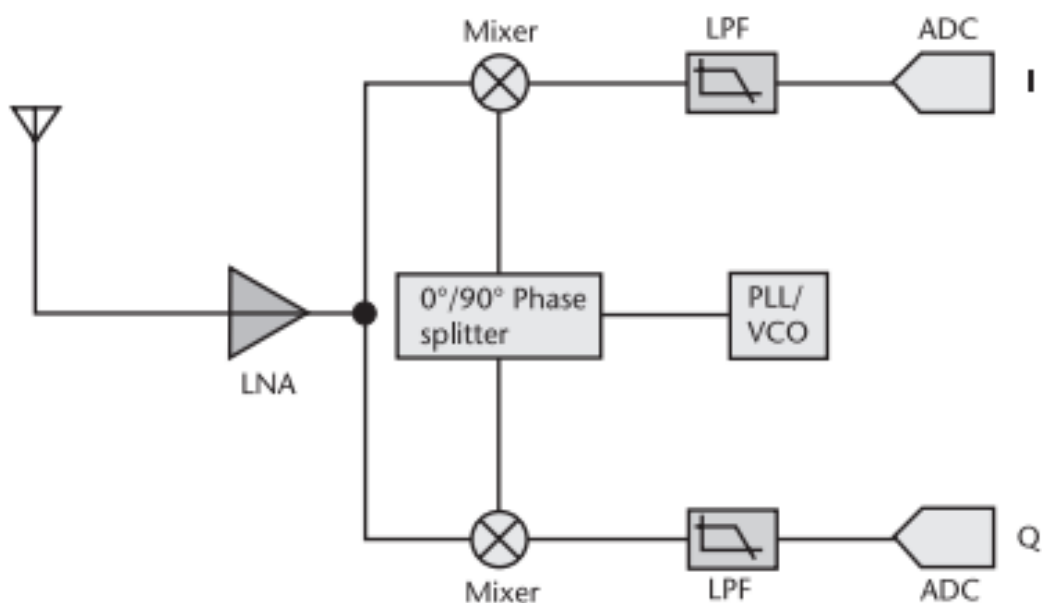 Mixer
LPF
ADC
I
0°/90° Phase
splitter
PLL/
VCO
LNA
Mixer
LPF
ADC
Q